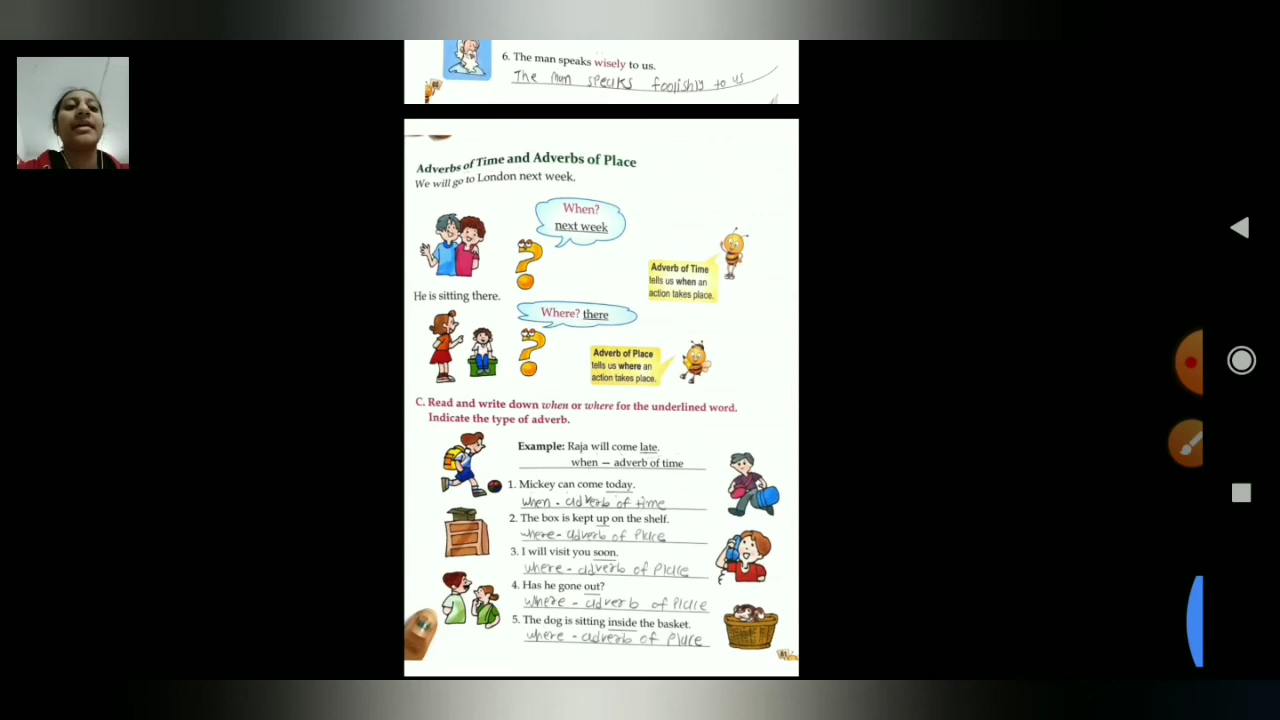 6. The man speaks wisely to us.
The man speaks foolishly to us
60
Adverbs of Time and Adverbs of Place
We will go to London next week.
When?
next week
Adverb of Time
tells us when an
action takes place.
He is sitting there.
Where? there
Adverb of Place
tells us where an
action takes place.
C. Read and write down when or where for the underlined word.
Indicate the type of adverb.
Example: Raja will come late.
when – adverb of time
1. Mickey can come today.
when - adverb of time
2. The box is kept up on the shelf.
where - adverb of Place
3. I will visit you soon.
where - adverb of Place
4. Has he gone out?
where - adverb of Place
5. The dog is sitting inside the basket.
where - adverb of Place
61